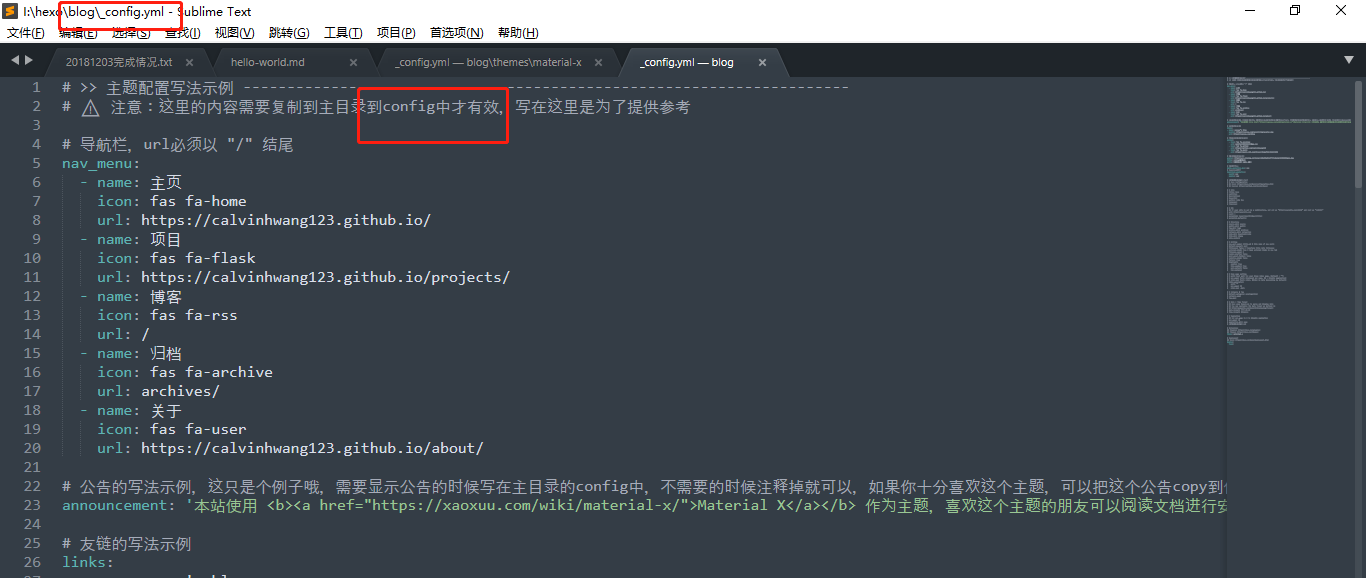 I:\hexo\blog\_config.yml - Sublime Text
文件(F) 编辑(E) 选择(S) 查找(I) 视图(V) 跳转(G) 工具(T) 项目(P) 首选项(N) 帮助(H)
20181203完成情况.txt × hello-world.md × _config.yml — blog\themes\material-x × _config.yml — blog ×
1 # >> 主题配置写法示例 --------------------------------------------------------------------
2 # ⚠ 注意：这里的内容需要复制到主目录到config中才有效，写在这里是为了提供参考
3
4 # 导航栏，url必须以 "/" 结尾
5 nav_menu:
6 - name: 主页
7 icon: fas fa-home
8 url: https://calvinhwang123.github.io/
9 - name: 项目
10 icon: fas fa-flask
11 url: https://calvinhwang123.github.io/projects/
12 - name: 博客
13 icon: fas fa-rss
14 url: /
15 - name: 归档
16 icon: fas fa-archive
17 url: archives/
18 - name: 关于
19 icon: fas fa-user
20 url: https://calvinhwang123.github.io/about/
21
22 # 公告的写法示例，这只是个例子哦，需要显示公告的时候写在主目录的config中，不需要的时候注释掉就可以，如果你十分喜欢这个主题，可以把这个公告copy到
23 announcement: '本站使用 <b><a href="https://xaoxuu.com/wiki/material-x/">Material X</a></b> 作为主题，喜欢这个主题的朋友可以阅读文档进行安
24
25 # 友链的写法示例
26 links: